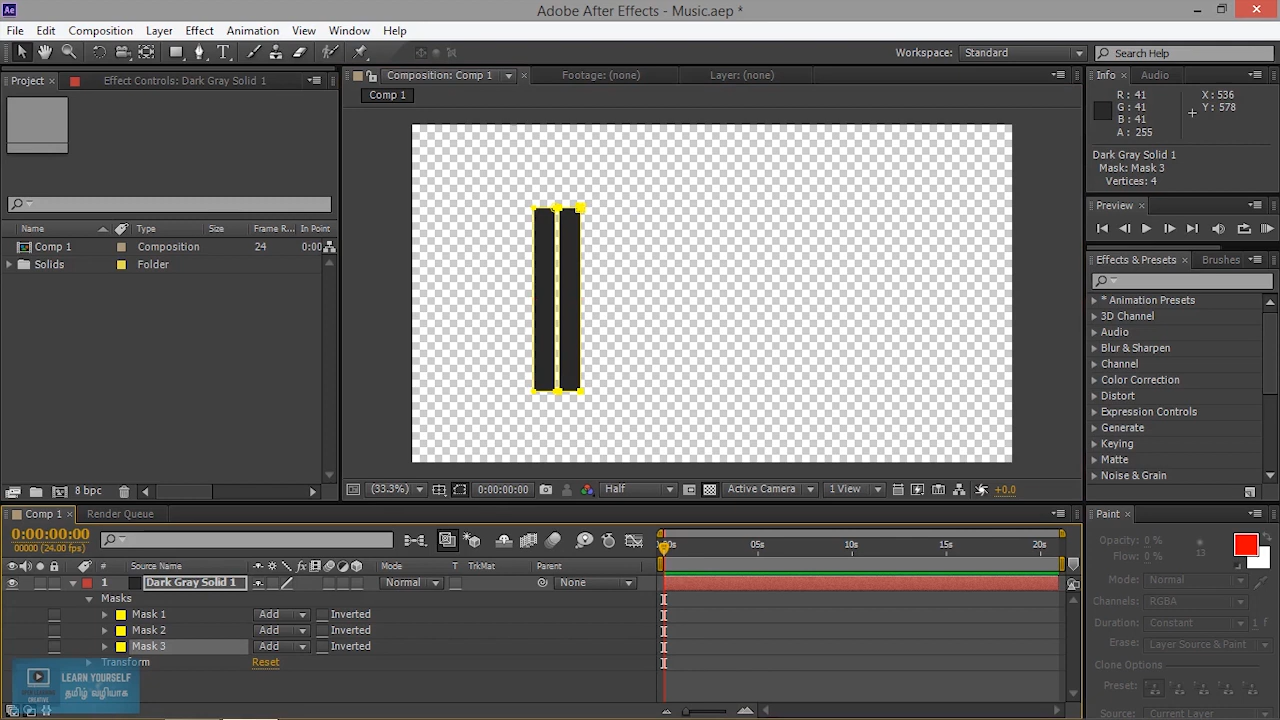 Ae
Adobe After Effects - Music.aep *
File Edit Composition Layer Effect Animation View Window Help
Workspace: Standard
Search Help
Project
Effect Controls: Dark Gray Solid 1
Composition: Comp 1
Footage: (none)
Layer: (none)
Info
Audio
Comp 1
R : 41
G : 41
B : 41
A : 255
X : 536
Y : 578
Dark Gray Solid 1
Mask: Mask 3
Vertices: 4
Preview
Name Type Size Frame R... In Point
Comp 1 Composition 24 0:00
Solids Folder
Effects & Presets
Brushes
* Animation Presets
3D Channel
Audio
Blur & Sharpen
Channel
Color Correction
Distort
Expression Controls
Generate
Keying
Matte
Noise & Grain
8 bpc
(33.3%)
0:00:00:00
Half
Active Camera
1 View
+0.0
Comp 1
Render Queue
Paint
0:00:00:00
00000 (24.00 fps)
05s 10s 15s 20s
# Source Name Mode T TrkMat Parent
1 Dark Gray Solid 1 Normal None
Masks
Mask 1 Add Inverted
Mask 2 Add Inverted
Mask 3 Add Inverted
Transform Reset
Opacity: 0 %
Flow: 0 %
13
Mode: Normal
Channels: RGBA
Duration: Constant 1 f
Erase: Layer Source & Paint
Clone Options
Preset:
Source: Current Layer
LEARN YOURSELF
தமிழ் வழியாக